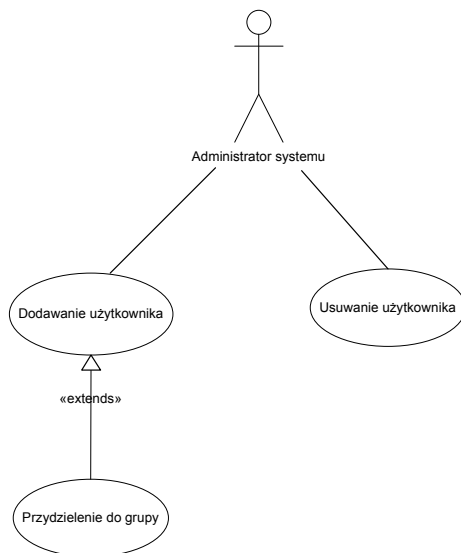 Administrator systemu
Dodawanie użytkownika
Usuwanie użytkownika
«extends»
Przydzielenie do grupy